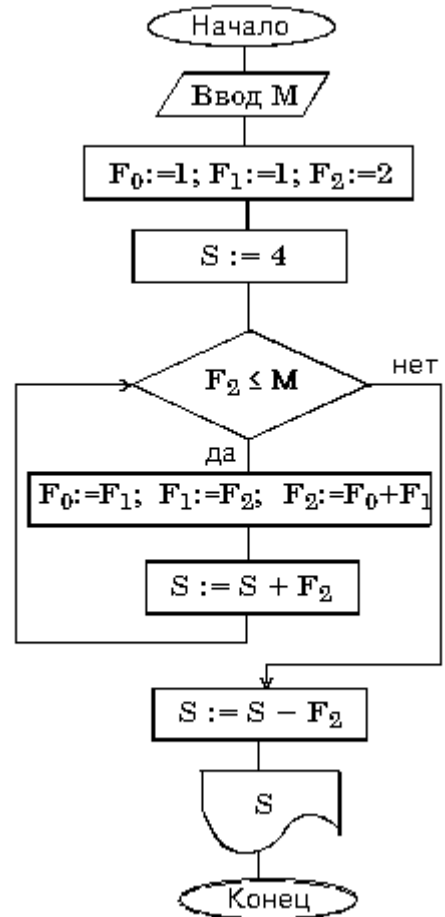 Начало
Ввод M
F₀:=1; F₁:=1; F₂:=2
S := 4
F₂ ≤ M
нет
да
F₀:=F₁; F₁:=F₂; F₂:=F₀+F₁
S := S + F₂
S := S − F₂
S
Конец